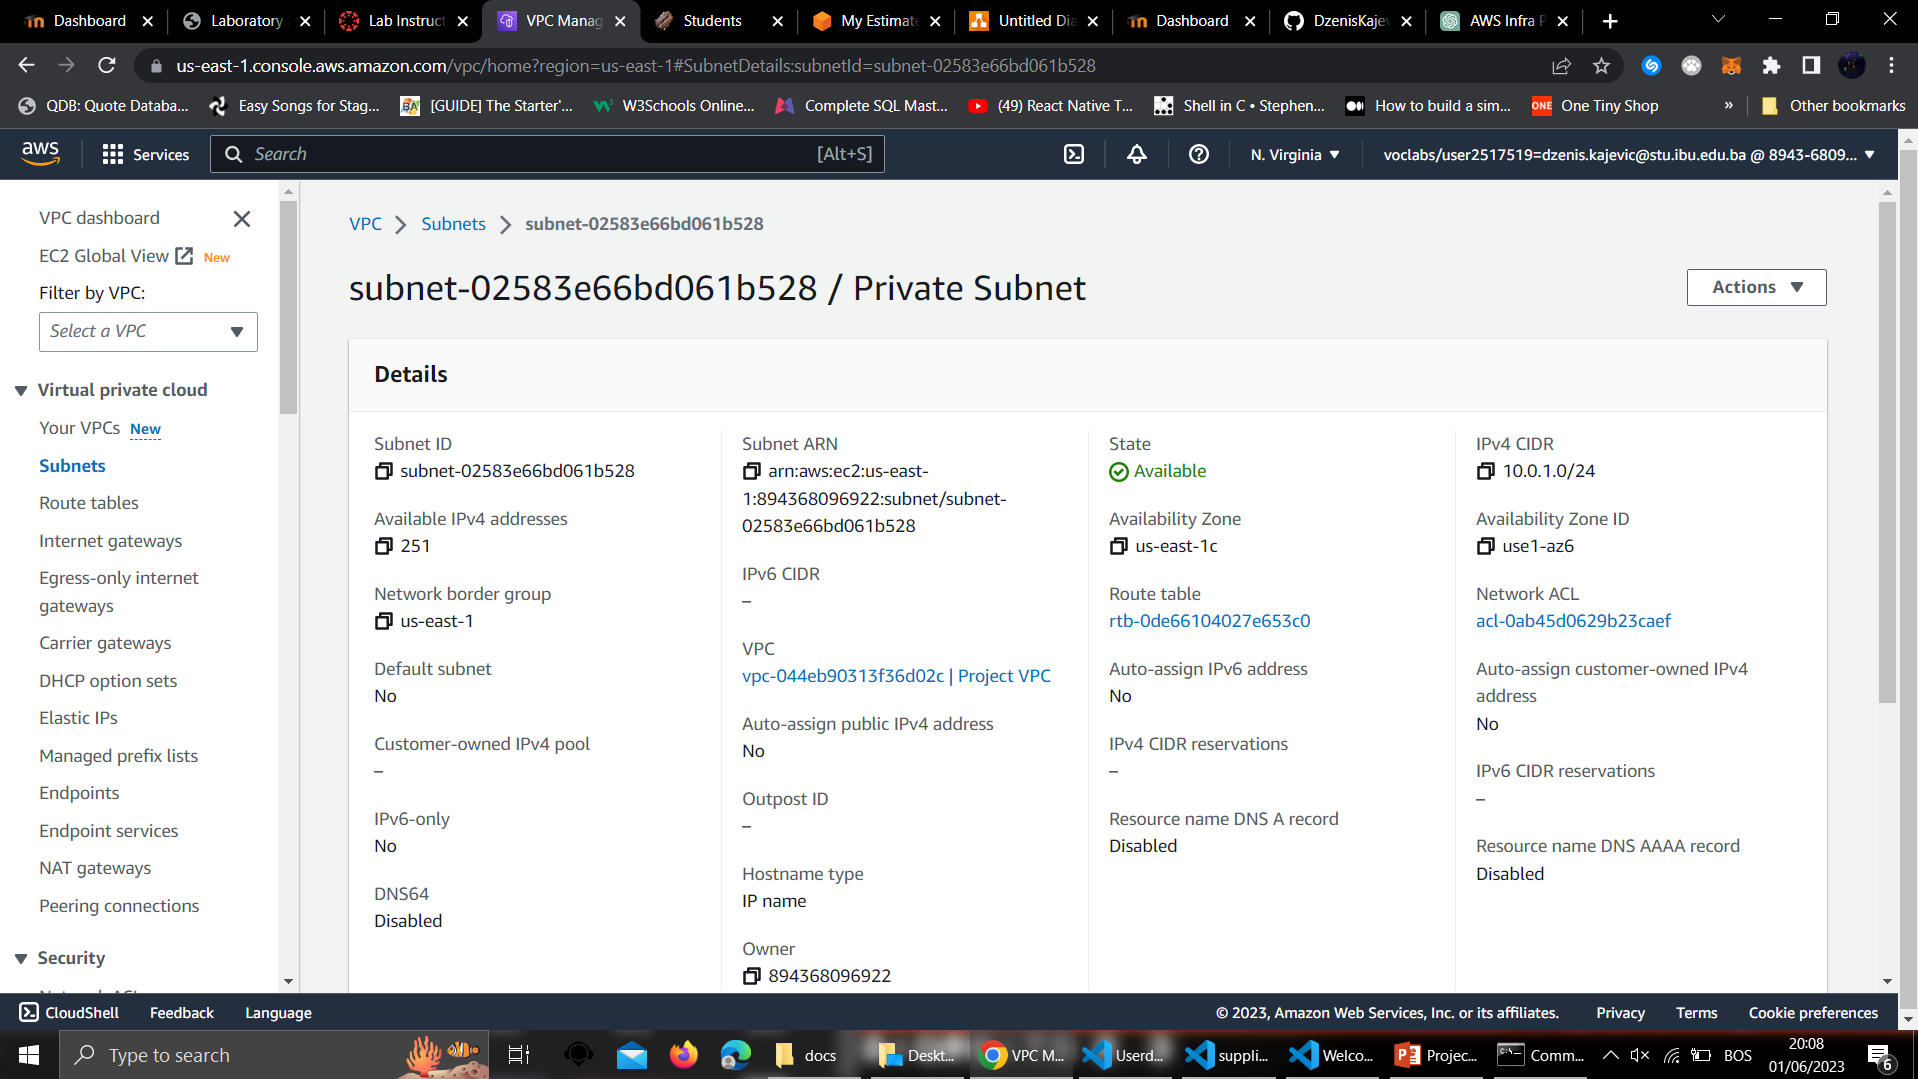 Dashboard
Laboratory
Lab Instruct
VPC Manag
Students
My Estimate
Untitled Dia
Dashboard
DzenisKajev
AWS Infra P
us-east-1.console.aws.amazon.com/vpc/home?region=us-east-1#SubnetDetails:subnetId=subnet-02583e66bd061b528
QDB: Quote Databa...
Easy Songs for Stag...
[GUIDE] The Starter'...
W3Schools Online...
Complete SQL Mast...
(49) React Native T...
Shell in C • Stephen...
How to build a sim...
ONE
One Tiny Shop
»
Other bookmarks
aws
Services
Search
[Alt+S]
N. Virginia
voclabs/user2517519=dzenis.kajevic@stu.ibu.edu.ba @ 8943-6809...
VPC dashboard
EC2 Global View New
Filter by VPC:
Select a VPC
Virtual private cloud
Your VPCs New
Subnets
Route tables
Internet gateways
Egress-only internet
gateways
Carrier gateways
DHCP option sets
Elastic IPs
Managed prefix lists
Endpoints
Endpoint services
NAT gateways
Peering connections
Security
VPC
Subnets
subnet-02583e66bd061b528
subnet-02583e66bd061b528 / Private Subnet
Actions
Details
Subnet ID
subnet-02583e66bd061b528
Available IPv4 addresses
251
Network border group
us-east-1
Default subnet
No
Customer-owned IPv4 pool
–
IPv6-only
No
DNS64
Disabled
Subnet ARN
arn:aws:ec2:us-east-
1:894368096922:subnet/subnet-
02583e66bd061b528
IPv6 CIDR
–
VPC
vpc-044eb90313f36d02c | Project VPC
Auto-assign public IPv4 address
No
Outpost ID
–
Hostname type
IP name
Owner
894368096922
State
Available
Availability Zone
us-east-1c
Route table
rtb-0de66104027e653c0
Auto-assign IPv6 address
No
IPv4 CIDR reservations
–
Resource name DNS A record
Disabled
IPv4 CIDR
10.0.1.0/24
Availability Zone ID
use1-az6
Network ACL
acl-0ab45d0629b23caef
Auto-assign customer-owned IPv4
address
No
IPv6 CIDR reservations
–
Resource name DNS AAAA record
Disabled
CloudShell
Feedback
Language
© 2023, Amazon Web Services, Inc. or its affiliates.
Privacy
Terms
Cookie preferences
Type to search
docs
Deskt...
VPC M...
Userd...
suppli...
Welco...
Projec...
Comm...
BOS
20:08
01/06/2023
6